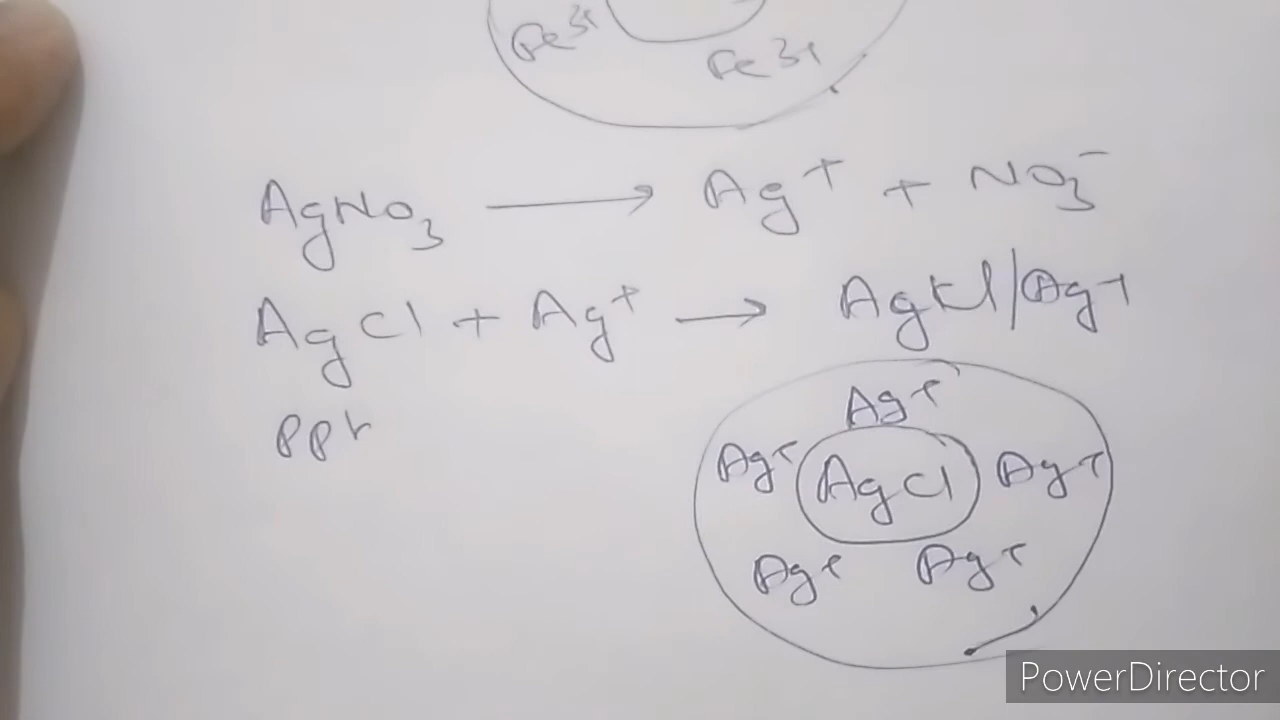 Fe3+
Fe3+
AgNO3 → Ag+ + NO3-
AgCl + Ag+ → AgCl/Ag+
PPt
Ag+
Ag+ AgCl Ag+
Ag+ Ag+
PowerDirector